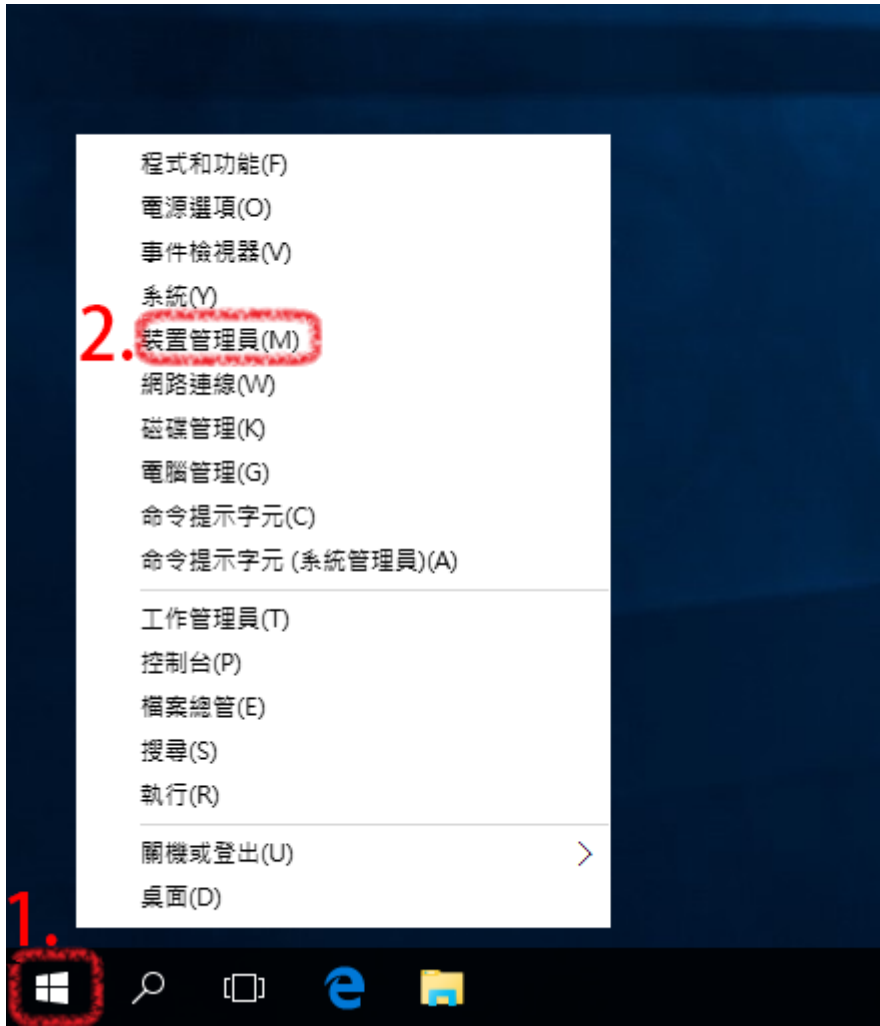 程式和功能(F)
電源選項(O)
事件檢視器(V)
系統(Y)
2.裝置管理員(M)
網路連線(W)
磁碟管理(K)
電腦管理(G)
命令提示字元(C)
命令提示字元 (系統管理員)(A)
工作管理員(T)
控制台(P)
檔案總管(E)
搜尋(S)
執行(R)
關機或登出(U)
桌面(D)
1.